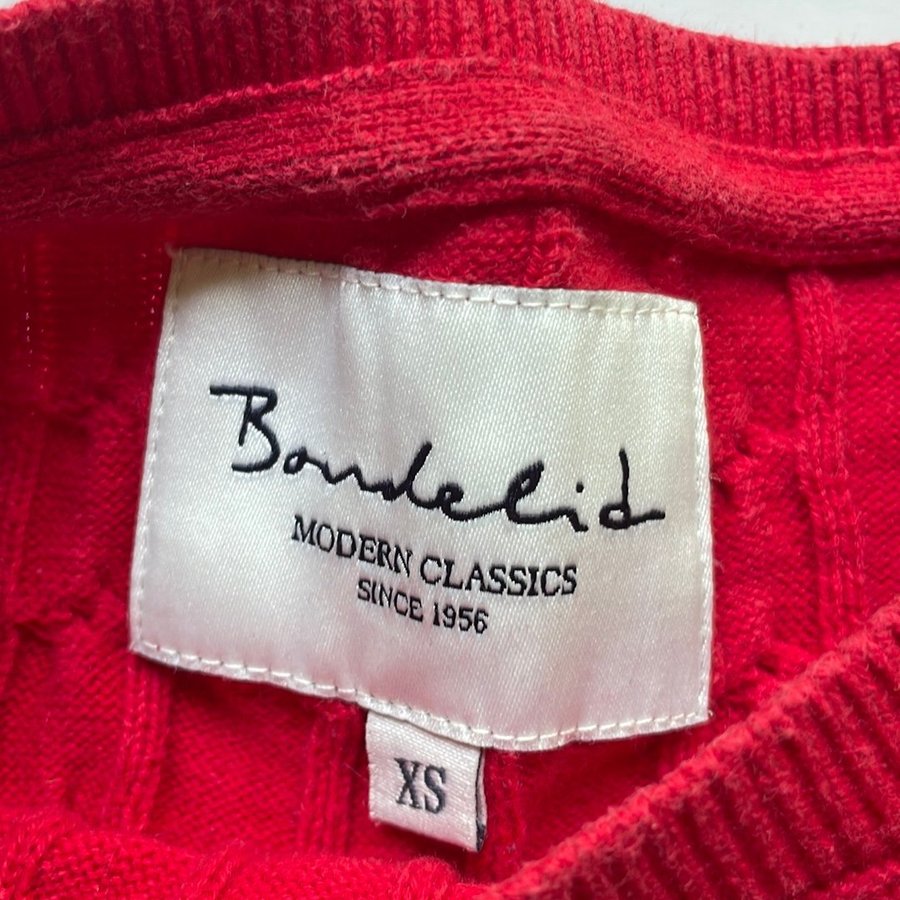 Bondelid
MODERN CLASSICS
SINCE 1956
XS